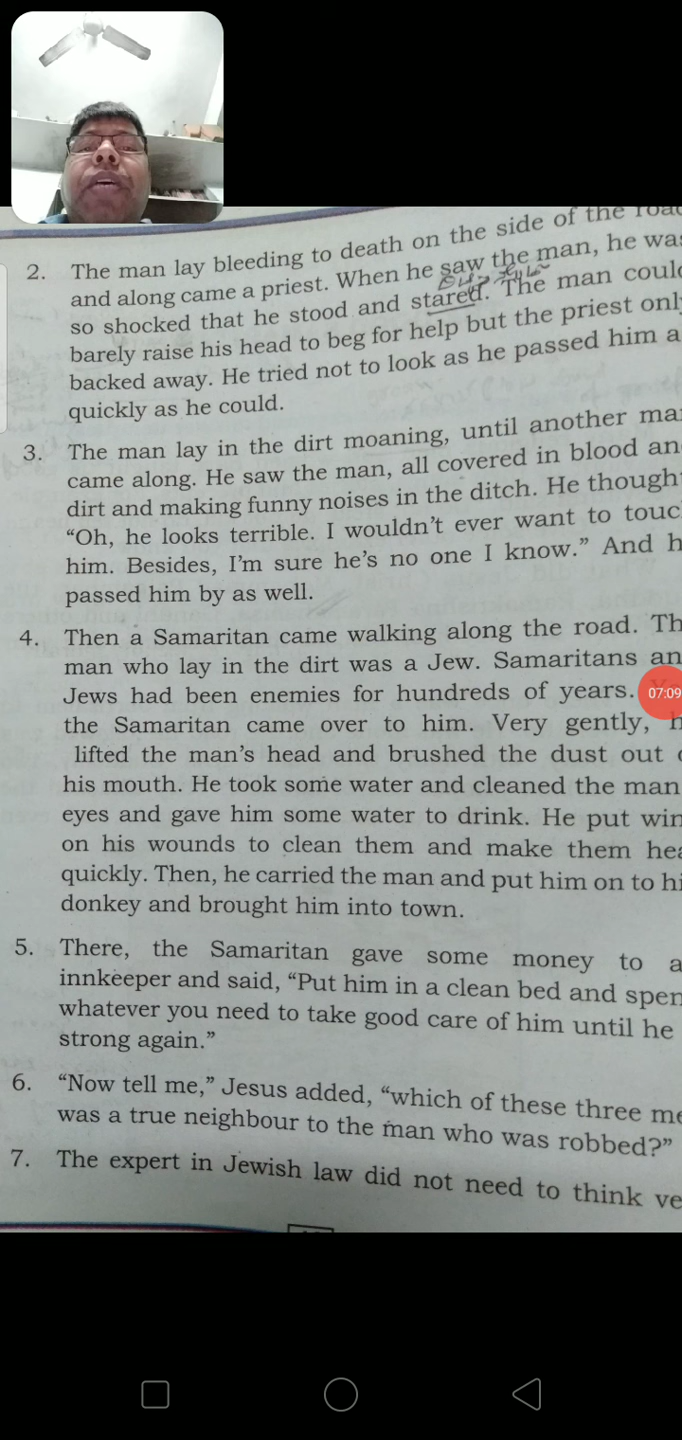 2. The man lay bleeding to death on the side of the road
and along came a priest. When he saw the man, he was
so shocked that he stood and stared. The man could
barely raise his head to beg for help but the priest only
backed away. He tried not to look as he passed him a
quickly as he could.
3. The man lay in the dirt moaning, until another ma
came along. He saw the man, all covered in blood an
dirt and making funny noises in the ditch. He though
“Oh, he looks terrible. I wouldn’t ever want to touc
him. Besides, I’m sure he’s no one I know.” And h
passed him by as well.
4. Then a Samaritan came walking along the road. Th
man who lay in the dirt was a Jew. Samaritans an
Jews had been enemies for hundreds of years.
07:09
the Samaritan came over to him. Very gently, h
lifted the man’s head and brushed the dust out
his mouth. He took some water and cleaned the man
eyes and gave him some water to drink. He put win
on his wounds to clean them and make them hea
quickly. Then, he carried the man and put him on to hi
donkey and brought him into town.
5. There, the Samaritan gave some money to a
innkeeper and said, “Put him in a clean bed and spen
whatever you need to take good care of him until he
strong again.”
6. “Now tell me,” Jesus added, “which of these three me
was a true neighbour to the man who was robbed?”
7. The expert in Jewish law did not need to think ve